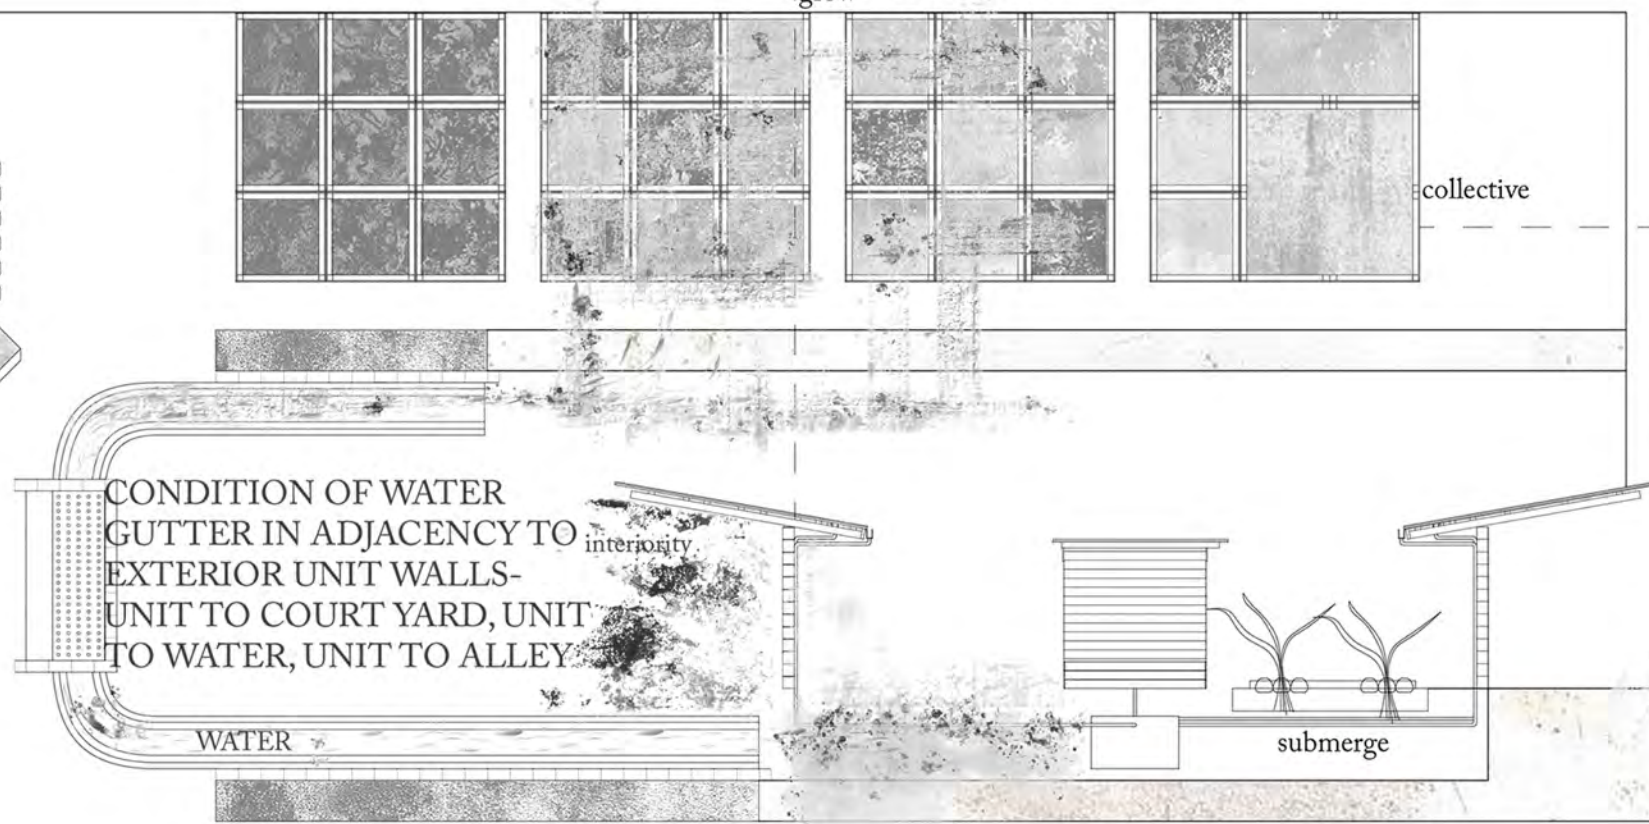 collective
CONDITION OF WATER
GUTTER IN ADJACENCY TO
interiority
EXTERIOR UNIT WALLS-
UNIT TO COURT YARD, UNIT
TO WATER, UNIT TO ALLEY
WATER
submerge